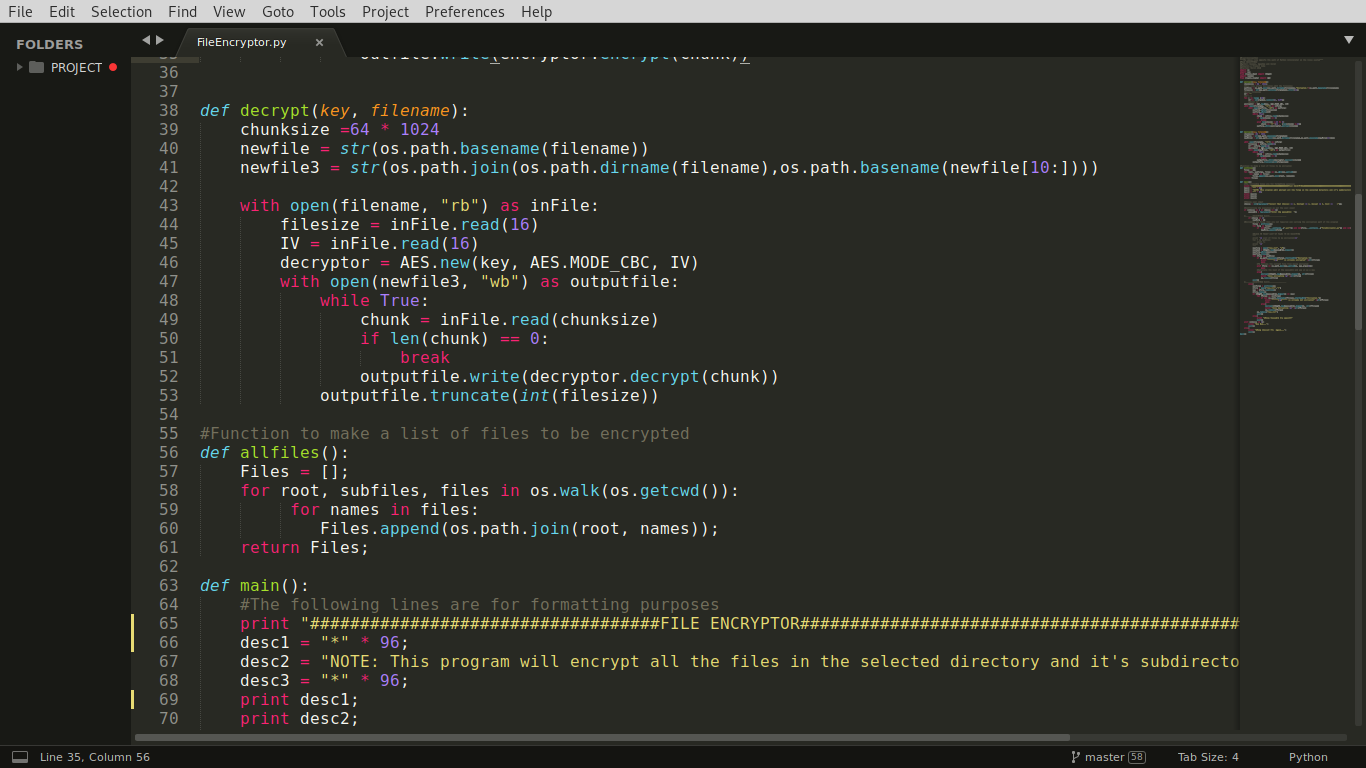 File Edit Selection Find View Goto Tools Project Preferences Help
FOLDERS
PROJECT
FileEncryptor.py ×
35 outfile.write(encryptor.encrypt(chunk))
36
37
38 def decrypt(key, filename):
39 chunksize =64 * 1024
40 newfile = str(os.path.basename(filename))
41 newfile3 = str(os.path.join(os.path.dirname(filename),os.path.basename(newfile[10:])))
42
43 with open(filename, "rb") as inFile:
44 filesize = inFile.read(16)
45 IV = inFile.read(16)
46 decryptor = AES.new(key, AES.MODE_CBC, IV)
47 with open(newfile3, "wb") as outputfile:
48 while True:
49 chunk = inFile.read(chunksize)
50 if len(chunk) == 0:
51 break
52 outputfile.write(decryptor.decrypt(chunk))
53 outputfile.truncate(int(filesize))
54
55 #Function to make a list of files to be encrypted
56 def allfiles():
57 Files = [];
58 for root, subfiles, files in os.walk(os.getcwd()):
59 for names in files:
60 Files.append(os.path.join(root, names));
61 return Files;
62
63 def main():
64 #The following lines are for formatting purposes
65 print "###################################FILE ENCRYPTOR############################################
66 desc1 = "*" * 96;
67 desc2 = "NOTE: This program will encrypt all the files in the selected directory and it's subdirecto
68 desc3 = "*" * 96;
69 print desc1;
70 print desc2;
Line 35, Column 56 master 58 Tab Size: 4 Python